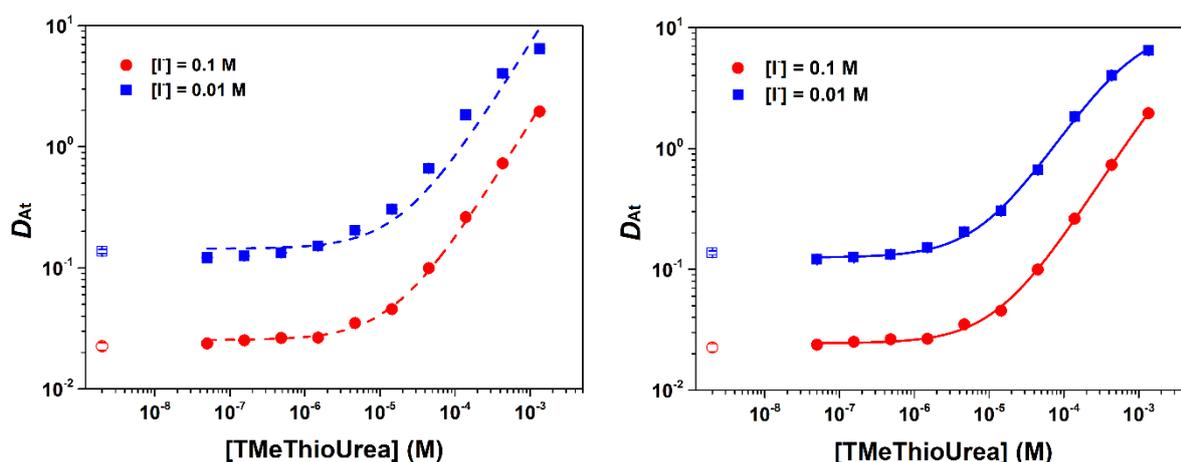 10¹
[I⁻] = 0.1 M
[I⁻] = 0.01 M
10⁰
D_At
10⁻¹
10⁻²
10⁻⁸ 10⁻⁷ 10⁻⁶ 10⁻⁵ 10⁻⁴ 10⁻³
[TMeThioUrea] (M)
10¹
[I⁻] = 0.1 M
[I⁻] = 0.01 M
10⁰
D_At
10⁻¹
10⁻²
10⁻⁸ 10⁻⁷ 10⁻⁶ 10⁻⁵ 10⁻⁴ 10⁻³
[TMeThioUrea] (M)